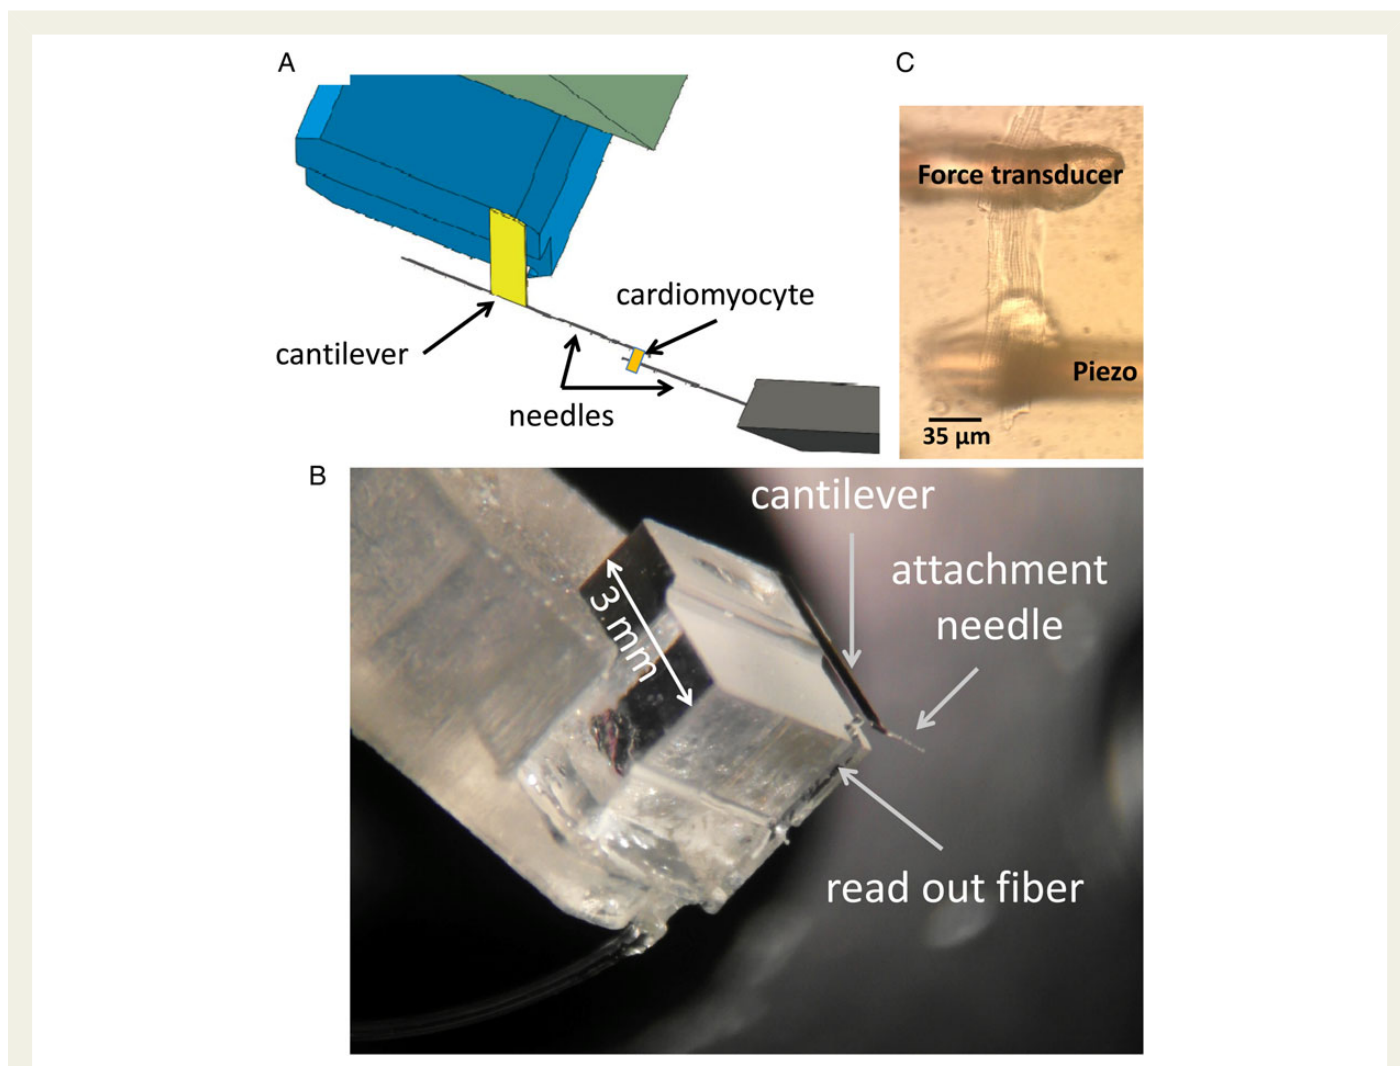 A
cardiomyocyte
cantilever
needles
C
Force transducer
Piezo
35 µm
B
cantilever
attachment
needle
3 mm
read out fiber